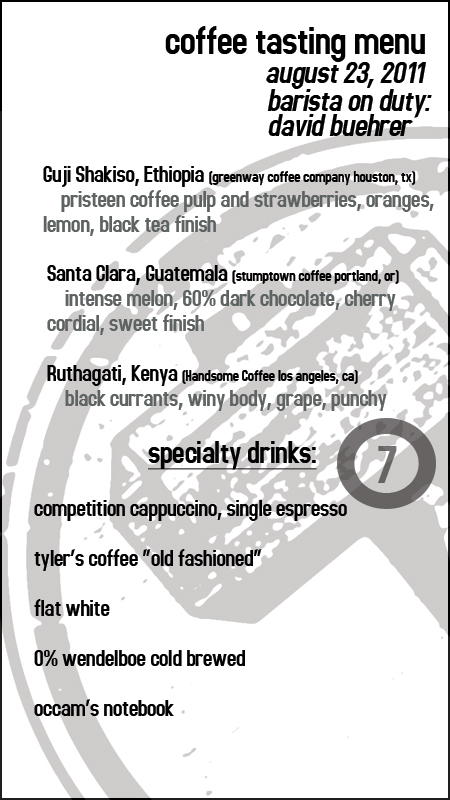 coffee tasting menu
august 23, 2011
barista on duty:
david buehrer
Guji Shakiso, Ethiopia (greenway coffee company houston, tx)
pristeen coffee pulp and strawberries, oranges,
lemon, black tea finish
Santa Clara, Guatemala (stumptown coffee portland, or)
intense melon, 60% dark chocolate, cherry
cordial, sweet finish
Ruthagati, Kenya (Handsome Coffee los angeles, ca)
black currants, winy body, grape, punchy
specialty drinks:
7
competition cappuccino, single espresso
tyler's coffee "old fashioned"
flat white
0% wendelboe cold brewed
occam's notebook